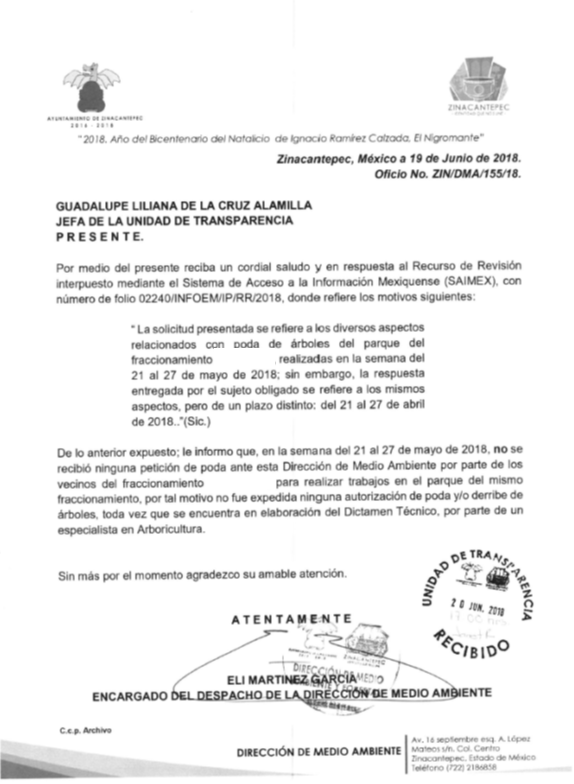 AYUNTAMIENTO DE ZINACANTEPEC
2016 - 2018
ZINACANTEPEC
"2018. Año del Bicentenario del Natalicio de Ignacio Ramírez Calzada, El Nigromante"
Zinacantepec, México a 19 de Junio de 2018.
Oficio No. ZIN/DMA/155/18.
GUADALUPE LILIANA DE LA CRUZ ALAMILLA
JEFA DE LA UNIDAD DE TRANSPARENCIA
P R E S E N T E.
Por medio del presente reciba un cordial saludo y en respuesta al Recurso de Revisión
interpuesto mediante el Sistema de Acceso a la Información Mexiquense (SAIMEX), con
número de folio 02240/INFOEM/IP/RR/2018, donde refiere los motivos siguientes:
" La solicitud presentada se refiere a los diversos aspectos
relacionados con poda de árboles del parque del
fraccionamiento , realizadas en la semana del
21 al 27 de mayo de 2018; sin embargo, la respuesta
entregada por el sujeto obligado se refiere a los mismos
aspectos, pero de un plazo distinto: del 21 al 27 de abril
de 2018.."(Sic.)
De lo anterior expuesto; le informo que, en la semana del 21 al 27 de mayo de 2018, no se
recibió ninguna petición de poda ante esta Dirección de Medio Ambiente por parte de los
vecinos del fraccionamiento para realizar trabajos en el parque del mismo
fraccionamiento, por tal motivo no fue expedida ninguna autorización de poda y/o derribe de
árboles, toda vez que se encuentra en elaboración del Dictamen Técnico, por parte de un
especialista en Arboricultura.
Sin más por el momento agradezco su amable atención.
UNIDAD DE TRANSPARENCIA
20 JUN. 2018
RECIBIDO
A T E N T A M E N T E
ZINACANTEPEC
DIRECCIÓN DE MEDIO
ELI MARTINEZ GARCIA
ENCARGADO DEL DESPACHO DE LA DIRECCIÓN DE MEDIO AMBIENTE
C.c.p. Archivo
DIRECCIÓN DE MEDIO AMBIENTE
Av. 16 septiembre esq. A. López
Mateos s/n. Col. Centro
Zinacantepec, Estado de México
Teléfono (722) 2186858